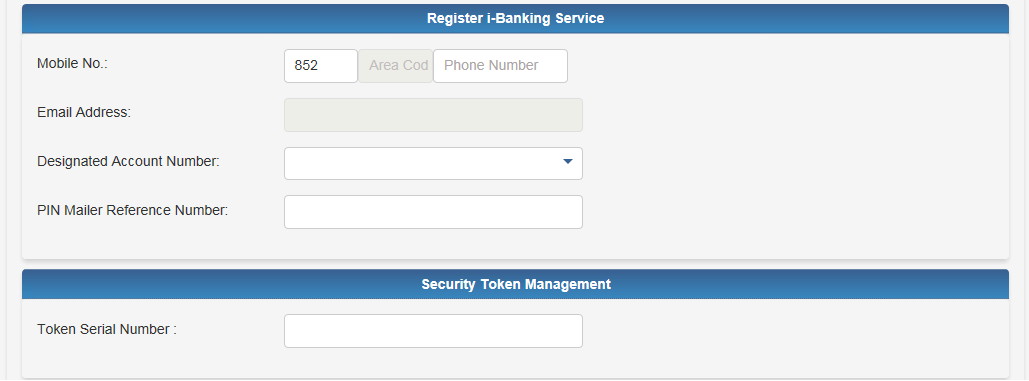 Register i-Banking Service
Mobile No.: 852 Area Cod Phone Number
Email Address:
Designated Account Number:
PIN Mailer Reference Number:
Security Token Management
Token Serial Number :